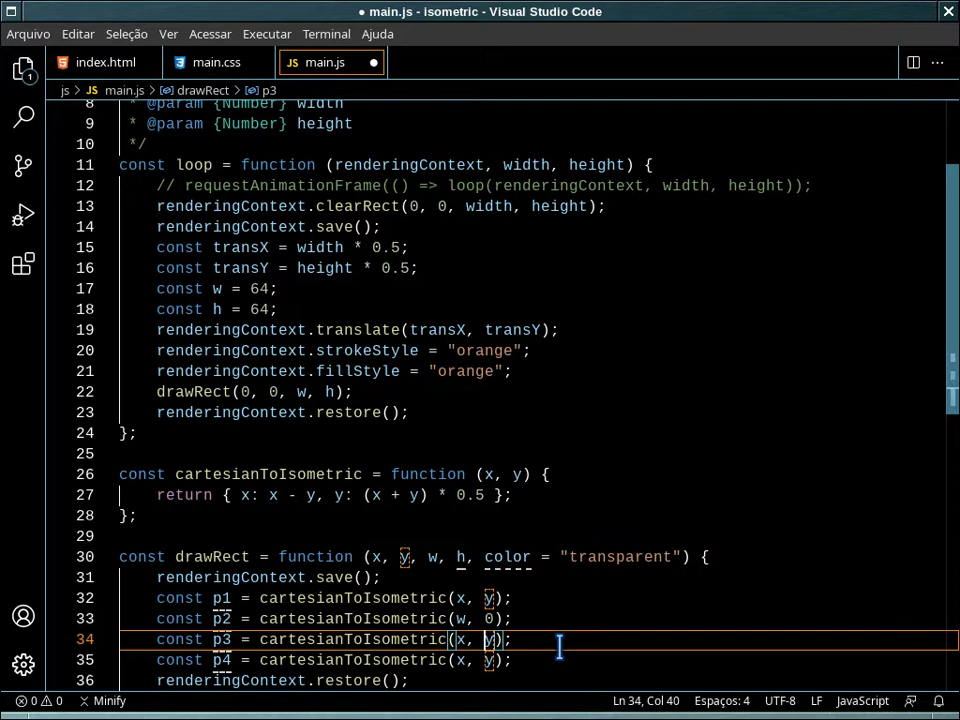 ● main.js - isometric - Visual Studio Code
Arquivo Editar Seleção Ver Acessar Executar Terminal Ajuda
index.html main.css JS main.js ●
js > JS main.js > drawRect > p3
8 * @param {Number} width
9 * @param {Number} height
10 */
11 const loop = function (renderingContext, width, height) {
12 // requestAnimationFrame(() => loop(renderingContext, width, height));
13 renderingContext.clearRect(0, 0, width, height);
14 renderingContext.save();
15 const transX = width * 0.5;
16 const transY = height * 0.5;
17 const w = 64;
18 const h = 64;
19 renderingContext.translate(transX, transY);
20 renderingContext.strokeStyle = "orange";
21 renderingContext.fillStyle = "orange";
22 drawRect(0, 0, w, h);
23 renderingContext.restore();
24 };
25
26 const cartesianToIsometric = function (x, y) {
27 return { x: x - y, y: (x + y) * 0.5 };
28 };
29
30 const drawRect = function (x, y, w, h, color = "transparent") {
31 renderingContext.save();
32 const p1 = cartesianToIsometric(x, y);
33 const p2 = cartesianToIsometric(w, 0);
34 const p3 = cartesianToIsometric(x, y);
35 const p4 = cartesianToIsometric(x, y);
36 renderingContext.restore();
1
0 0 Minify Ln 34, Col 40 Espaços: 4 UTF-8 LF JavaScript